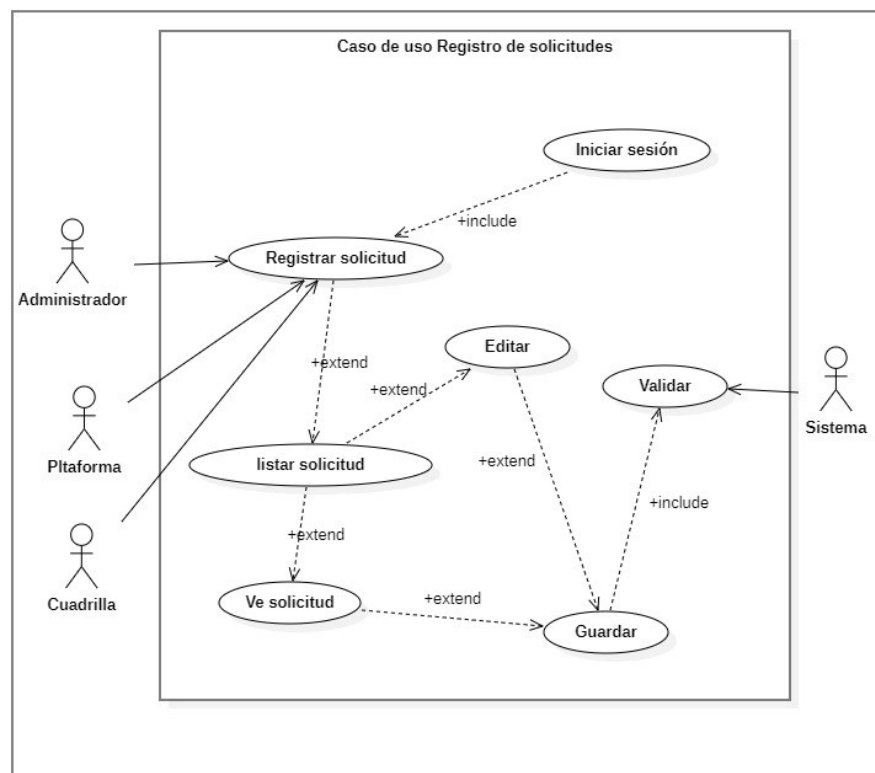 Caso de uso Registro de solicitudes
Iniciar sesión
+include
Registrar solicitud
Administrador
Editar
+extend
+extend
Validar
Pltaforma
Sistema
listar solicitud
+extend
+include
+extend
Ve solicitud
+extend
Cuadrilla
Guardar